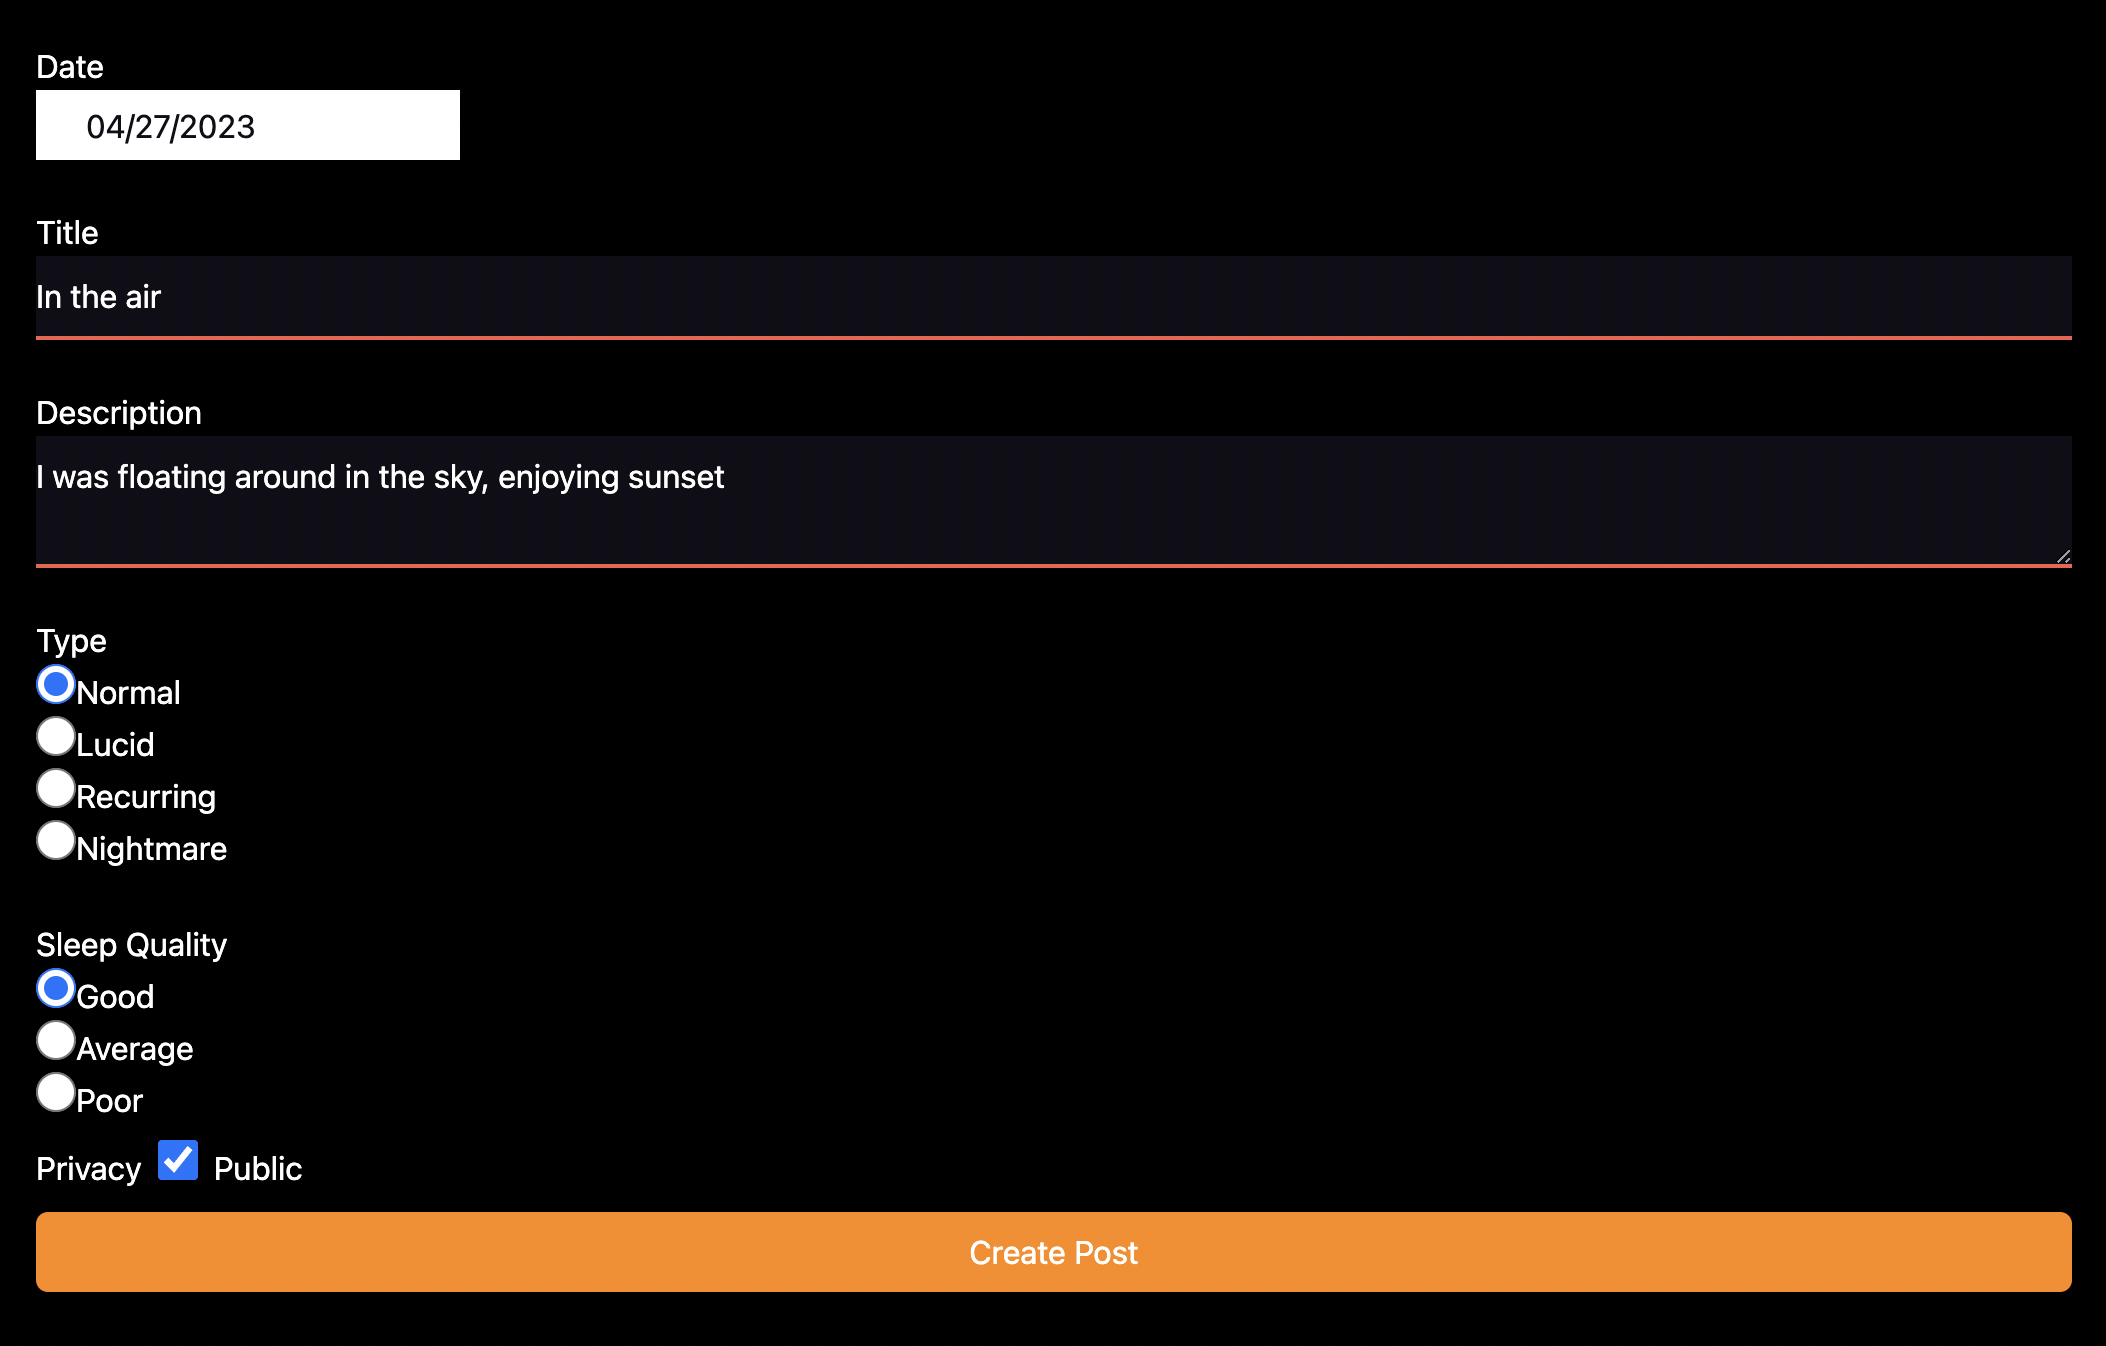 Date
04/27/2023
Title
In the air
Description
I was floating around in the sky, enjoying sunset
Type
Normal
Lucid
Recurring
Nightmare
Sleep Quality
Good
Average
Poor
Privacy Public
Create Post